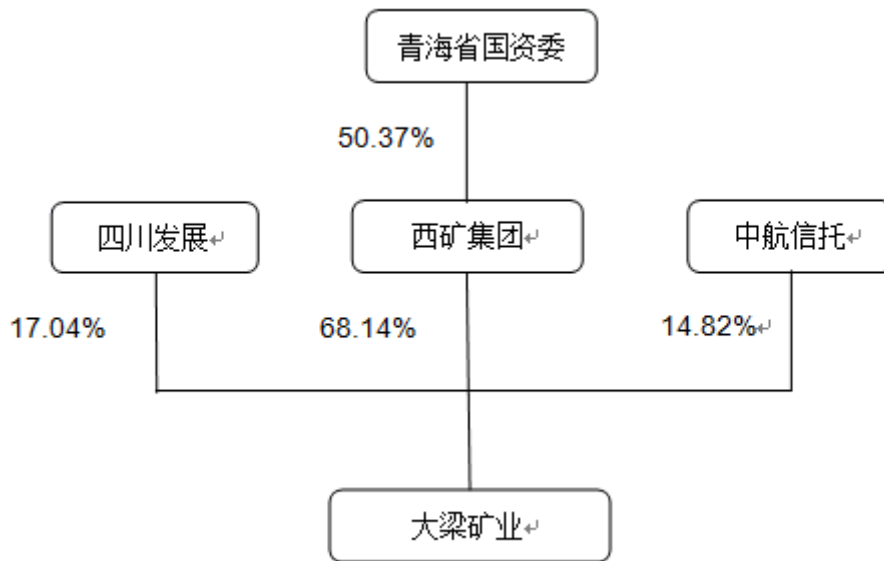 青海省国资委
50.37%
四川发展
西矿集团
中航信托
17.04%
68.14%
14.82%
大梁矿业